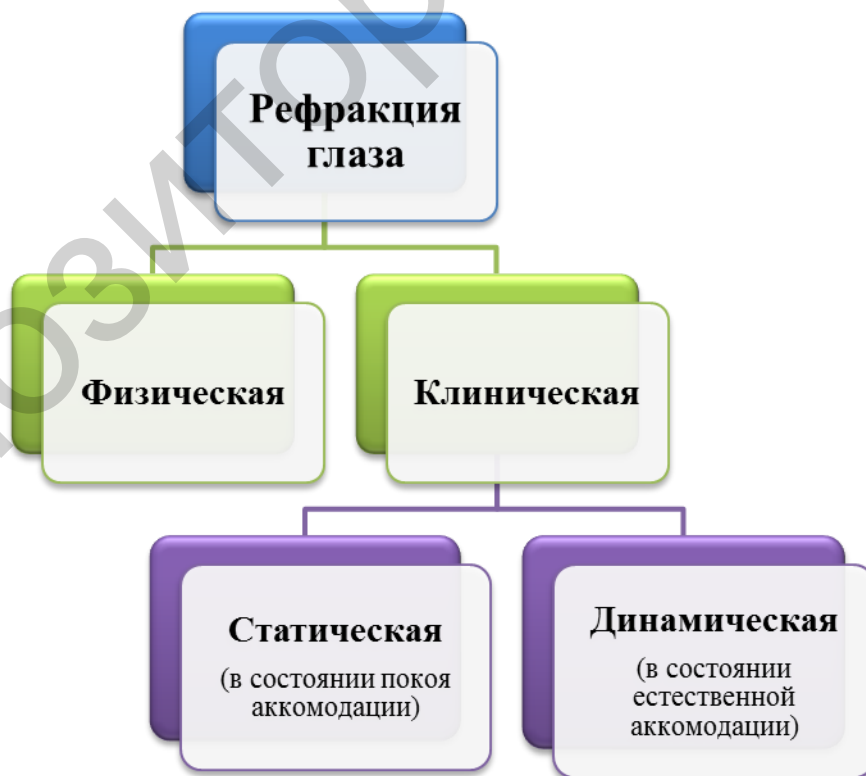 Рефракция
глаза
Физическая
Клиническая
Статическая
(в состоянии покоя
аккомодации)
Динамическая
(в состоянии
естественной
аккомодации)